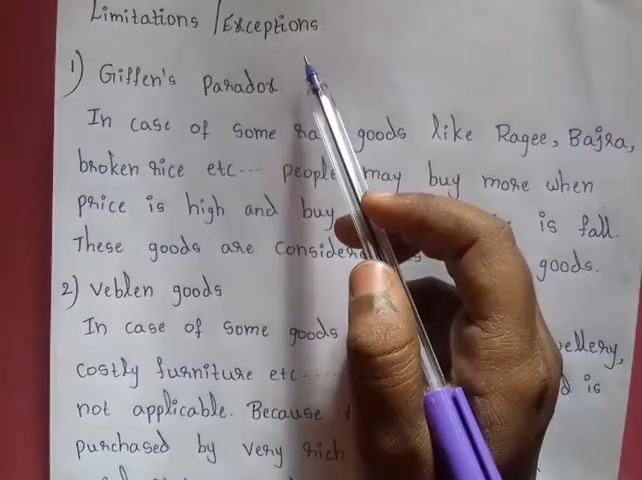 Limitations / Exceptions.
1) Giffen's Paradox.
In case of some goods like Ragee, Bajra,
broken rice etc.... people may buy more when
price is high and buy is fall.
These goods are goods.
2) Veblen goods
In case of some goods
costly furniture etc.... is
not applicable. Because
purchased by very rich